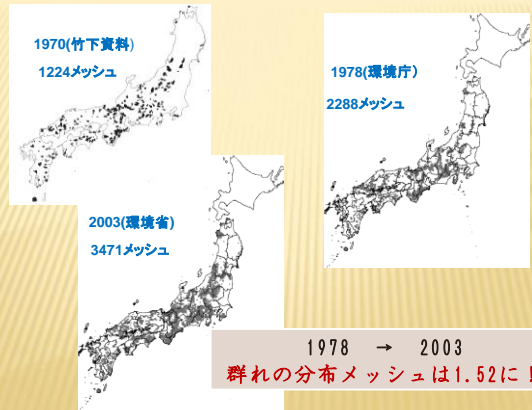 1970(竹下資料)
1224メッシュ
1978(環境庁)
2288メッシュ
2003(環境省)
3471メッシュ
1978 → 2003
群れの分布メッシュは1.52に!